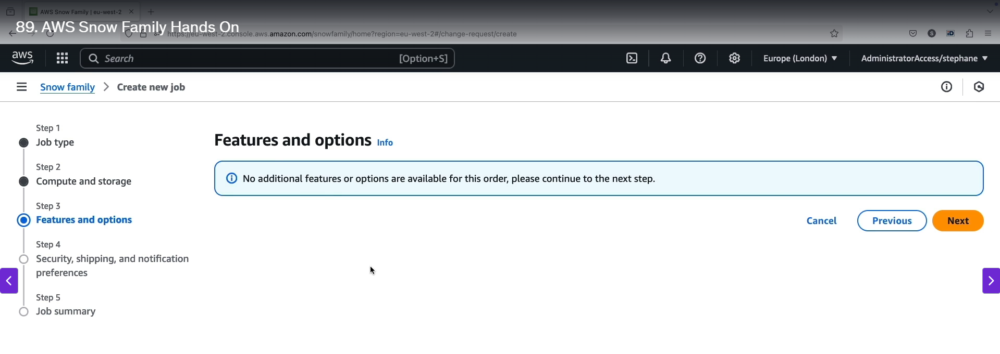 AWS Snow Family | eu-west-2
89. AWS Snow Family Hands On
https://eu-west-2.console.aws.amazon.com/snowfamily/home?region=eu-west-2#/change-request/create
S
iD
aws
Search
[Option+S]
Europe (London)
AdministratorAccess/stephane
Snow family > Create new job
Step 1
Job type
Step 2
Compute and storage
Step 3
Features and options
Step 4
Security, shipping, and notification
preferences
Step 5
Job summary
Features and options Info
No additional features or options are available for this order, please continue to the next step.
Cancel
Previous
Next